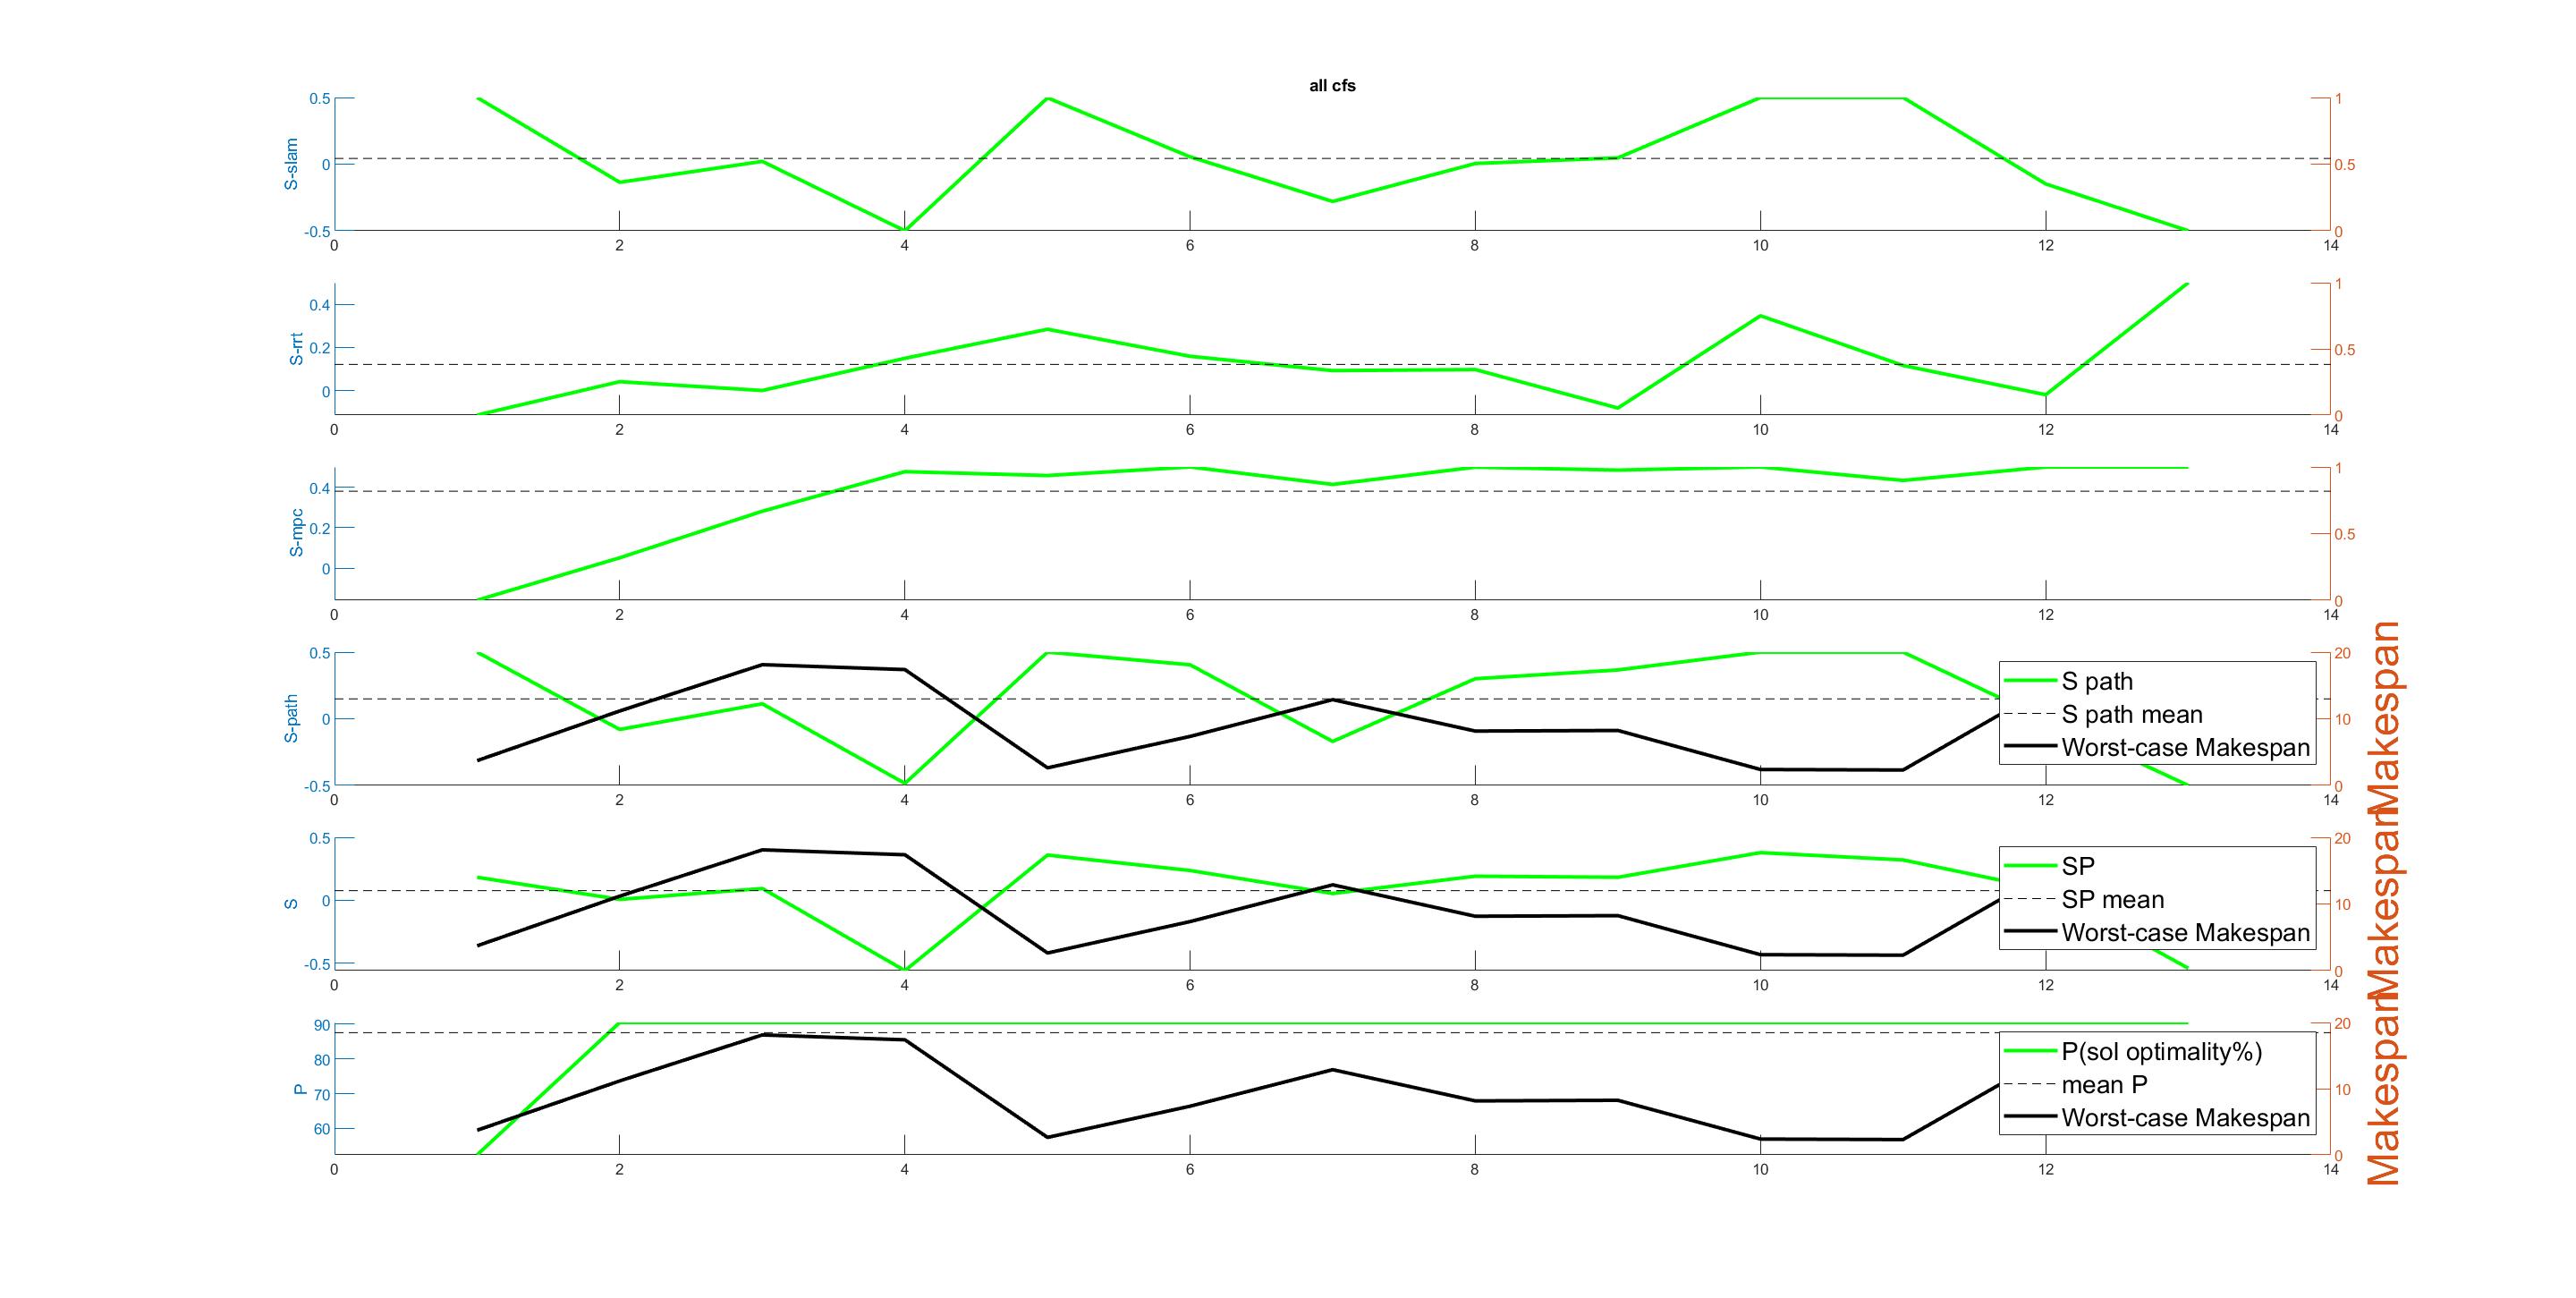 all cfs
0.5
0
-0.5
S-slam
1
0.5
0
0 2 4 6 8 10 12 14
0.4
0.2
0
S-rrt
1
0.5
0
0 2 4 6 8 10 12 14
0.4
0.2
0
S-mpc
1
0.5
0
0 2 4 6 8 10 12 14
0.5
0
-0.5
S-path
S path
S path mean
Worst-case Makespan
20
10
0
Makespan
0 2 4 6 8 10 12 14
0.5
0
-0.5
S
SP
SP mean
Worst-case Makespan
20
10
0
Makespan
0 2 4 6 8 10 12 14
90
80
70
60
P
P(sol optimality%)
mean P
Worst-case Makespan
20
10
0
Makespan
0 2 4 6 8 10 12 14